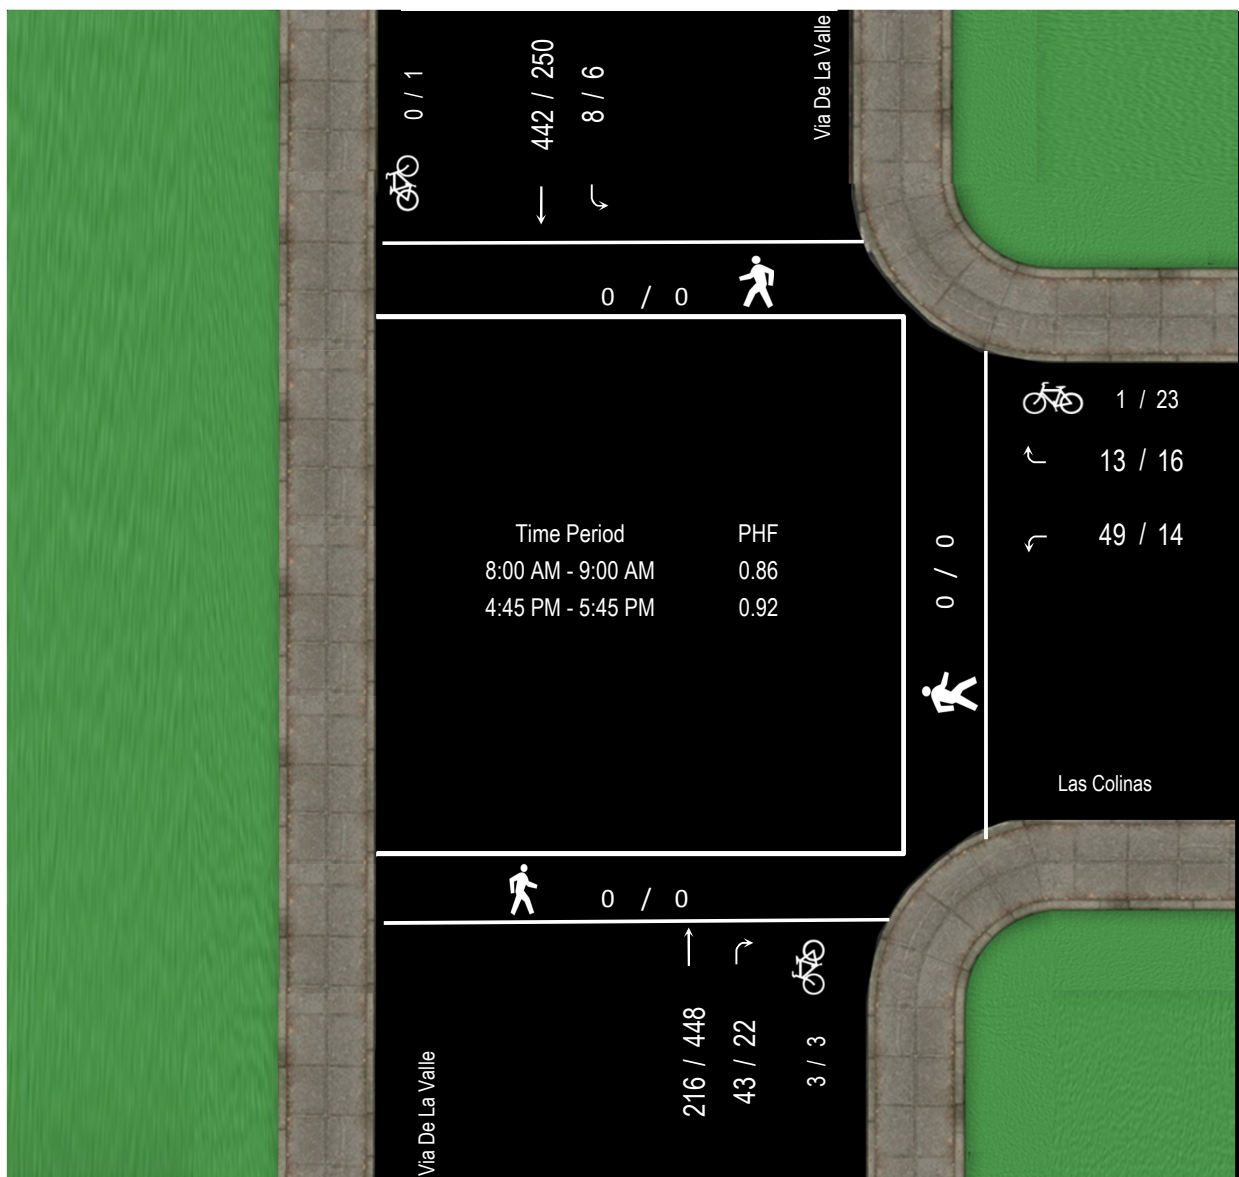 0 / 1
442 / 250
8 / 6
Via De La Valle
0 / 0
1 / 23
13 / 16
49 / 14
0 / 0
Time Period PHF
8:00 AM - 9:00 AM 0.86
4:45 PM - 5:45 PM 0.92
Las Colinas
0 / 0
Via De La Valle
216 / 448
43 / 22
3 / 3